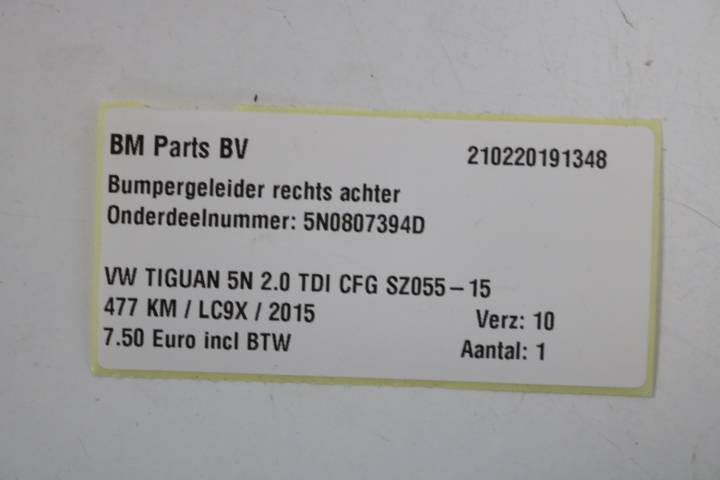 BM Parts BV 210220191348
Bumpergeleider rechts achter
Onderdeelnummer: 5N0807394D
VW TIGUAN 5N 2.0 TDI CFG SZ055-15
477 KM / LC9X / 2015 Verz: 10
7.50 Euro incl BTW Aantal: 1